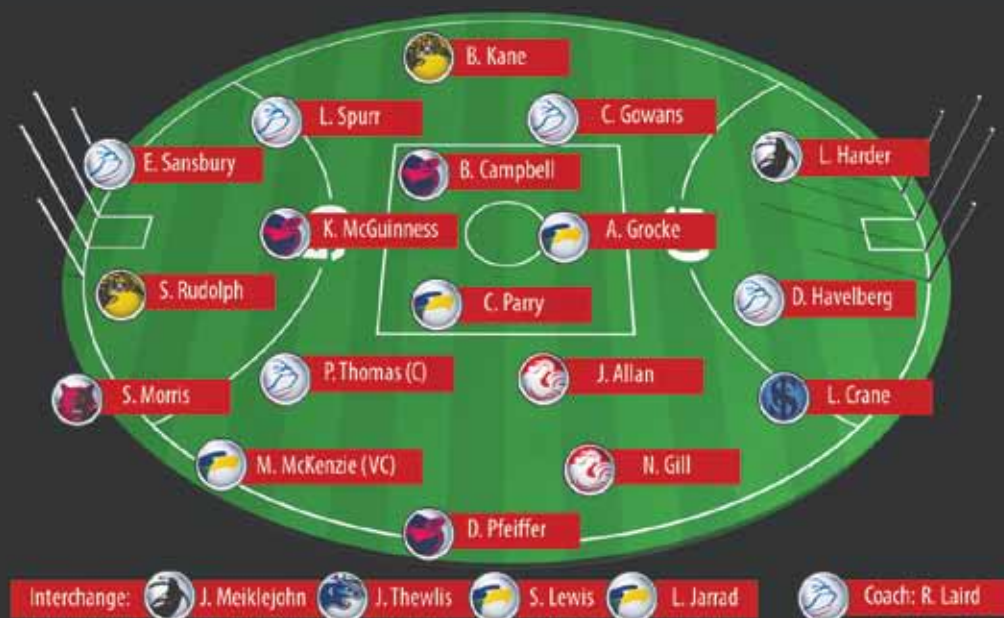 B. Kane
L. Spurr
C. Gowans
E. Sansbury
B. Campbell
L. Harder
K. McGuinness
A. Grocke
S. Rudolph
C. Parry
D. Havelberg
P. Thomas (C)
J. Allan
S. Morris
L. Crane
M. McKenzie (VC)
N. Gill
D. Pfeiffer
Interchange: J. Meiklejohn J. Thewlis S. Lewis L. Jarrad Coach: R. Laird